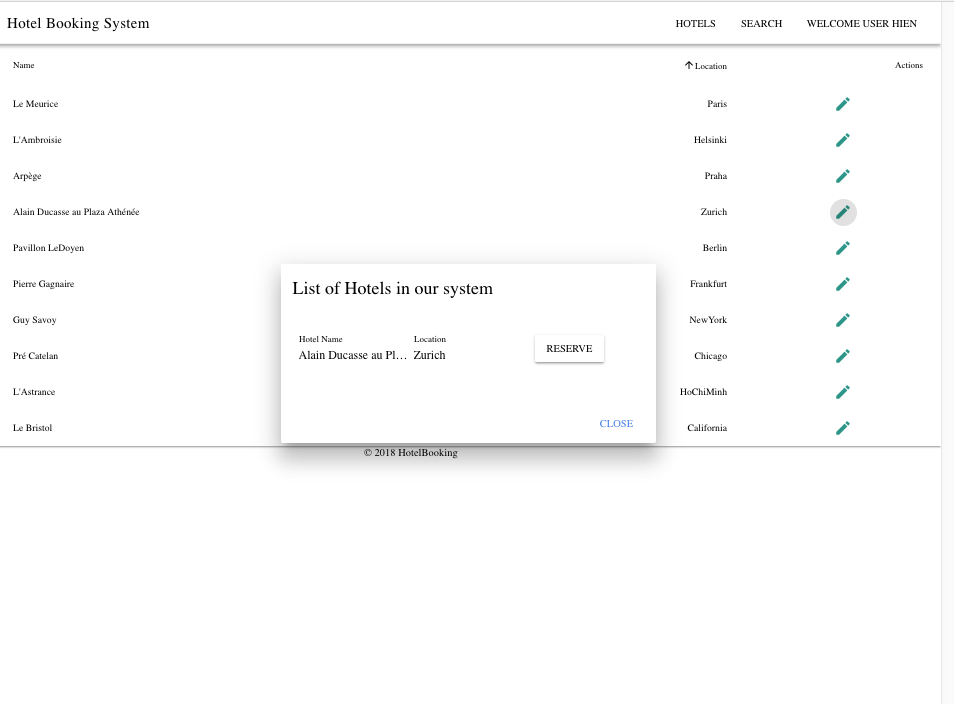 Hotel Booking System HOTELS SEARCH WELCOME USER HIEN
Name Location Actions
Le Meurice Paris
L'Ambroisie Helsinki
Arpège Praha
Alain Ducasse au Plaza Athénée Zurich
Pavillon LeDoyen Berlin
Pierre Gagnaire Frankfurt
Guy Savoy NewYork
Pré Catelan Chicago
L'Astrance HoChiMinh
Le Bristol California
List of Hotels in our system
Hotel Name Location
Alain Ducasse au Pl... Zurich RESERVE
CLOSE
© 2018 HotelBooking